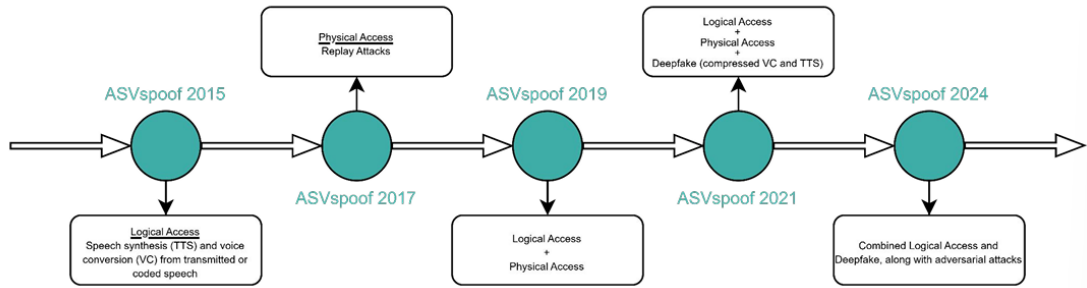 ASVspoof 2015
Logical Access
Speech synthesis (TTS) and voice
conversion (VC) from transmitted or
coded speech
Physical Access
Replay Attacks
ASVspoof 2017
ASVspoof 2019
Logical Access
+
Physical Access
Logical Access
+
Physical Access
+
Deepfake (compressed VC and TTS)
ASVspoof 2021
ASVspoof 2024
Combined Logical Access and
Deepfake, along with adversarial attacks